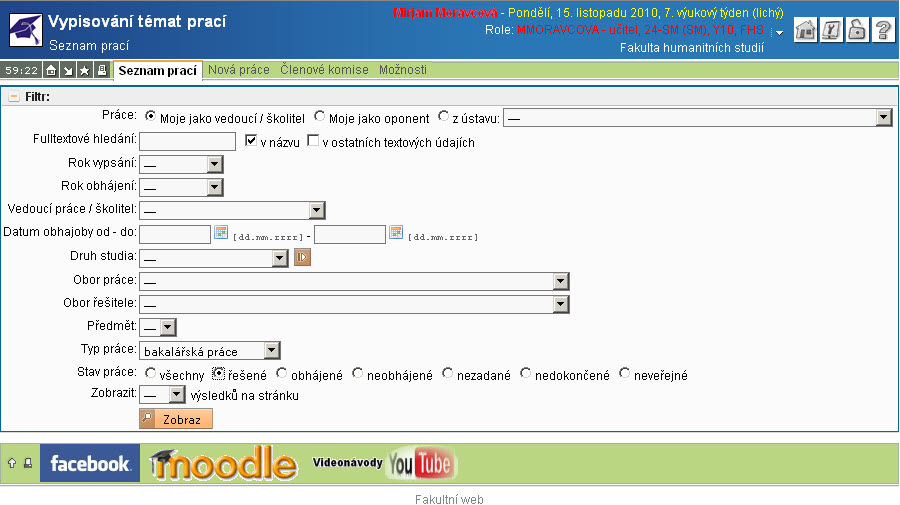 Vypisování témat prací
Mirjam Moravcova - Pondělí, 15. listopadu 2010, 7. výukový týden (lichý)
Seznam prací
Role: MMORAVCOVA - učitel, 24-SM (SM), Y10, FHS
Fakulta humanitních studií
59:22 Seznam prací Nová práce Členové komise Možnosti
Filtr:
Práce: Moje jako vedoucí / školitel Moje jako oponent z ústavu: —
Fulltextové hledání: v názvu v ostatních textových údajích
Rok vypsání: —
Rok obhájení: —
Vedoucí práce / školitel: —
Datum obhajoby od - do: [dd.mm.rrrr] - [dd.mm.rrrr]
Druh studia: —
Obor práce: —
Obor řešitele: —
Předmět: —
Typ práce: bakalářská práce
Stav práce: všechny řešené obhájené neobhájené nezadané nedokončené neveřejné
Zobrazit: — výsledků na stránku
Zobraz
facebook. moodle Videonávody YouTube
Fakultní web